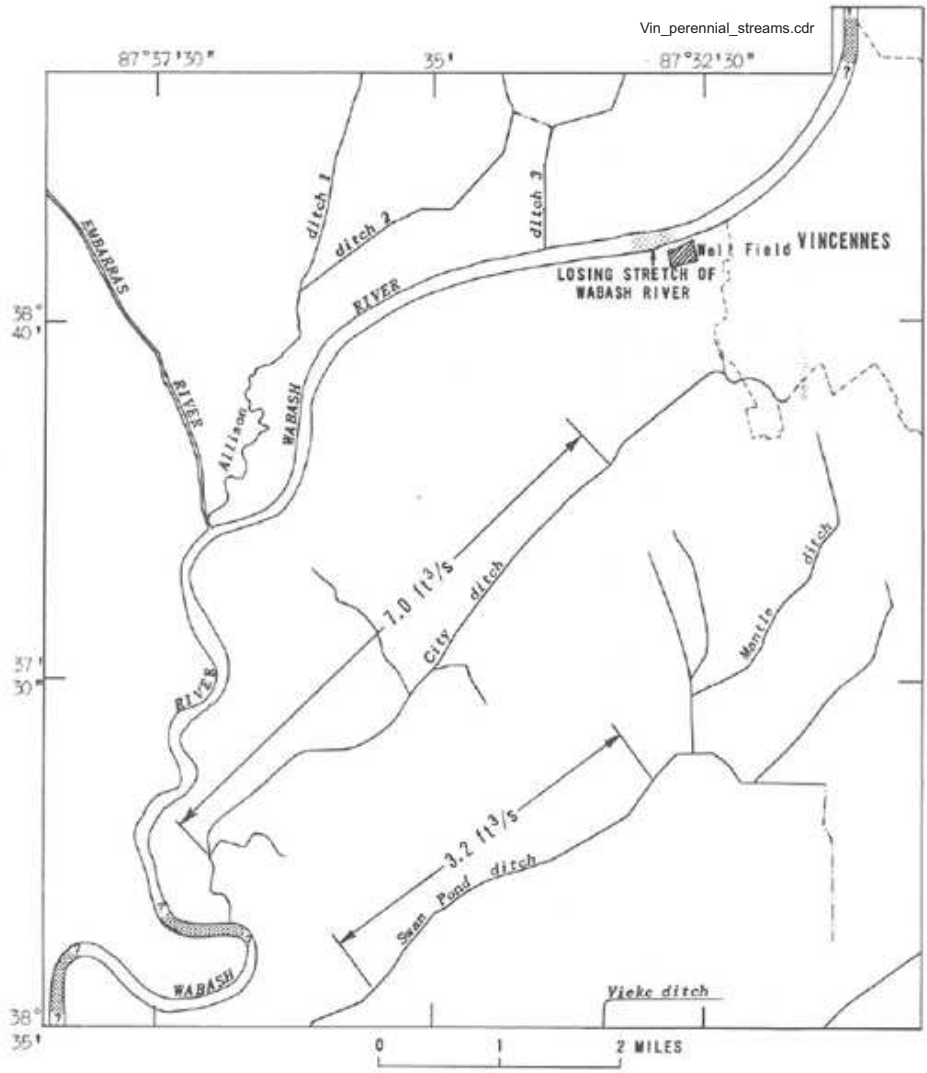 Vin_perennial_streams.cdr
87°37'30"
35'
87°32'30"
ditch 1
ditch 2
ditch 3
EMBARRAS
RIVER
Well Field
VINCENNES
LOSING STRETCH OF
WABASH RIVER
RIVER
WABASH
38°
40'
Allison
7.0 ft³/s
City ditch
Mantle ditch
37'
30"
RIVER
3.2 ft³/s
Swan Pond ditch
?
?
?
WABASH
?
Vieke ditch
38°
35'
0 1 2 MILES